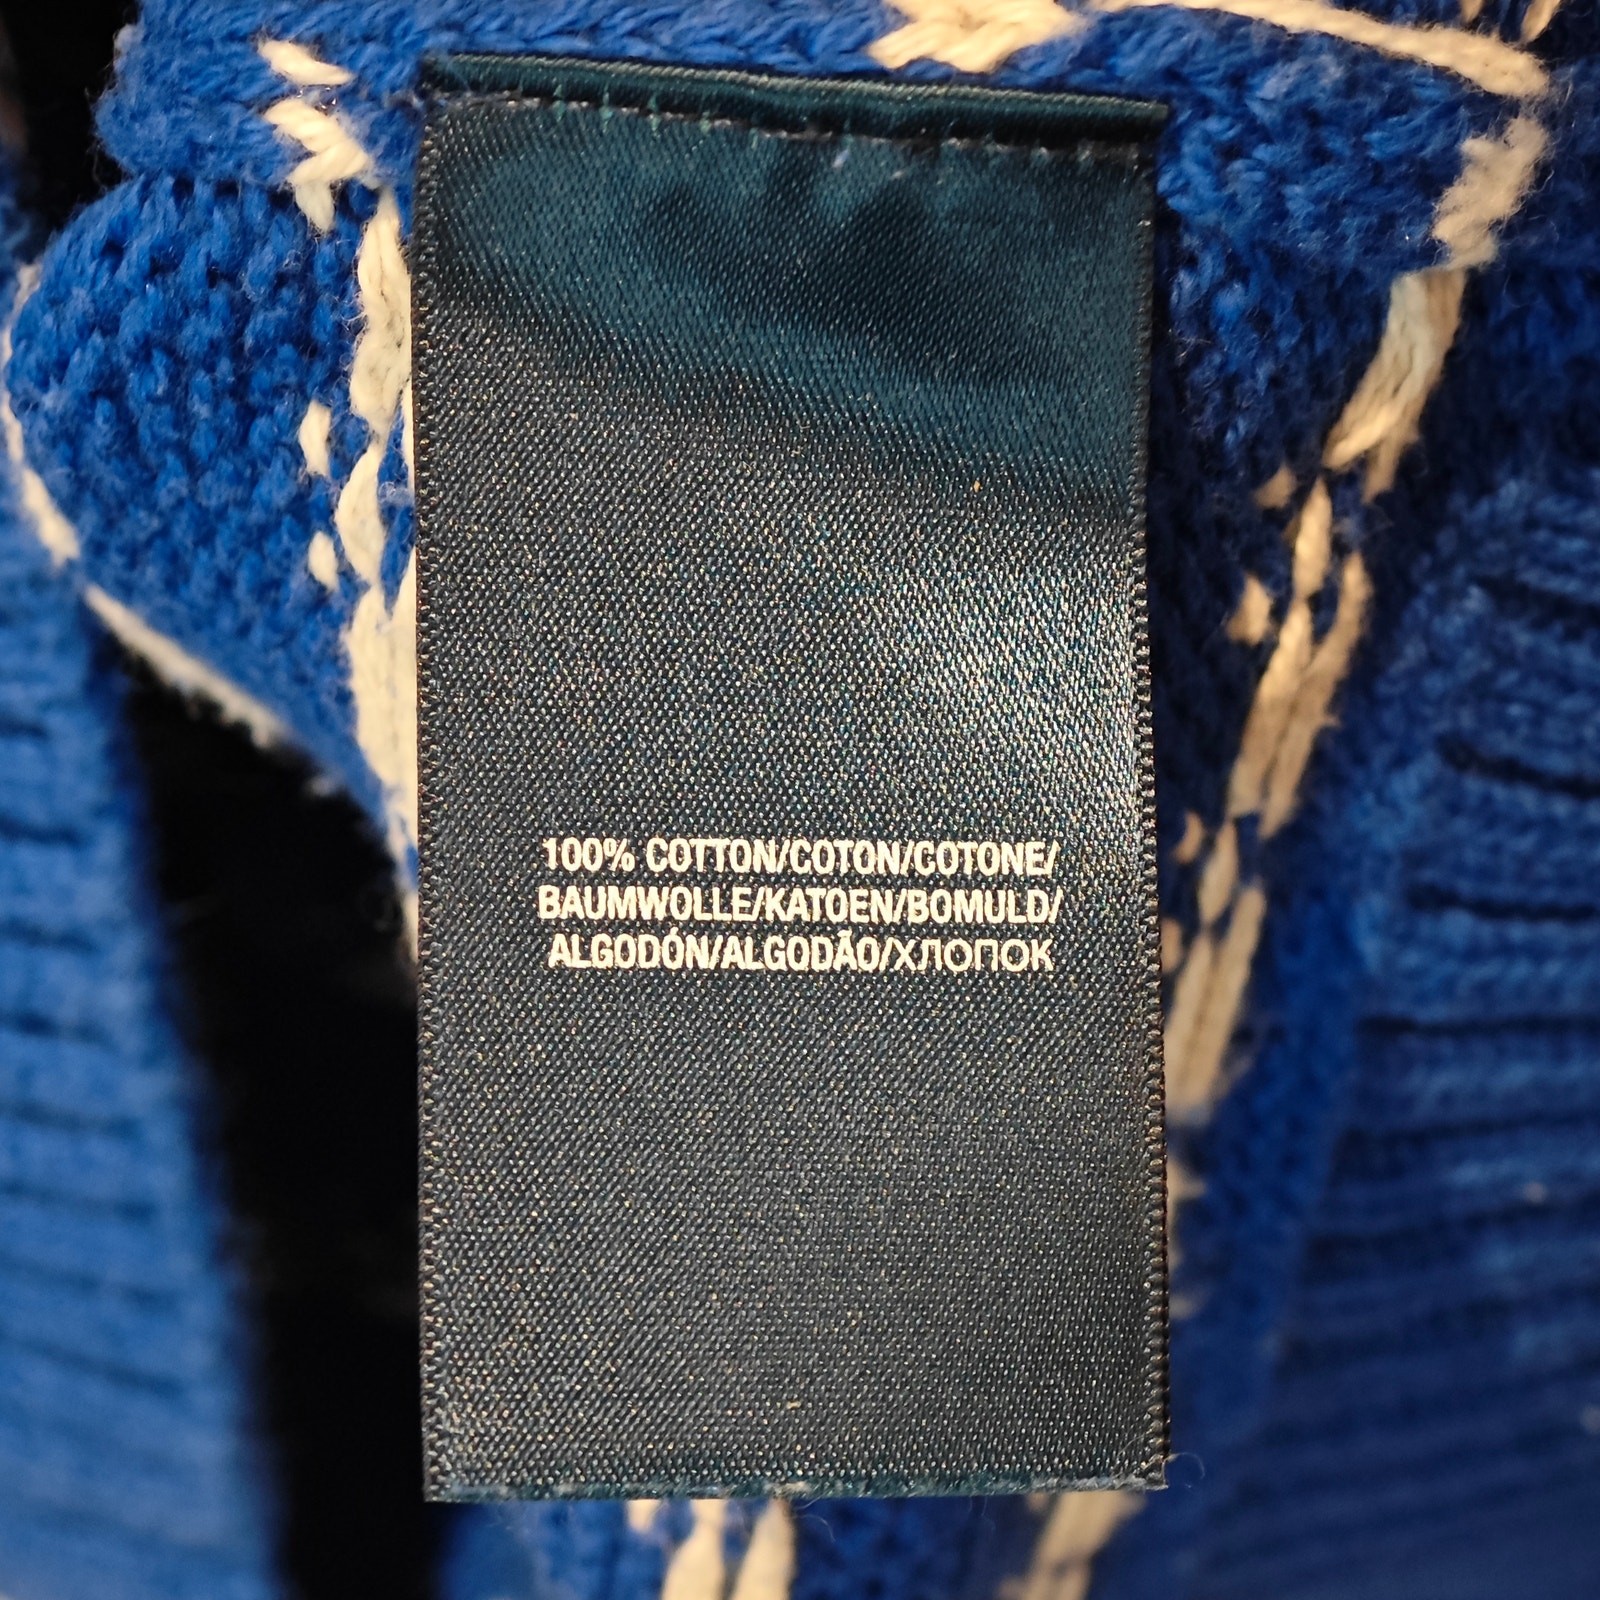 100% COTTON/COTON/COTONE/
BAUMWOLLE/KATOEN/BOMULD/
ALGODÓN/ALGODÃO/ХЛОПОК